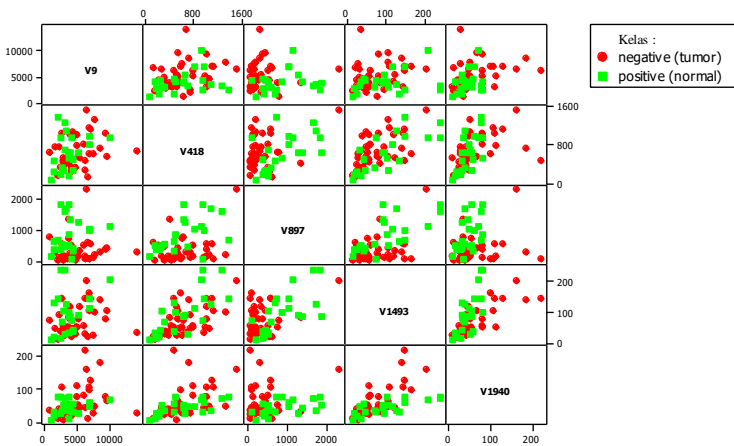 0 1600 0 100 200
Kelas :
negative (tumor)
positive (normal)
V9
10000
5000
0
V418
1600
800
0
V897
2000
1000
0
V1493
200
100
0
V1940
200
100
0
0 5000 10000 0 1000 2000 0 100 200